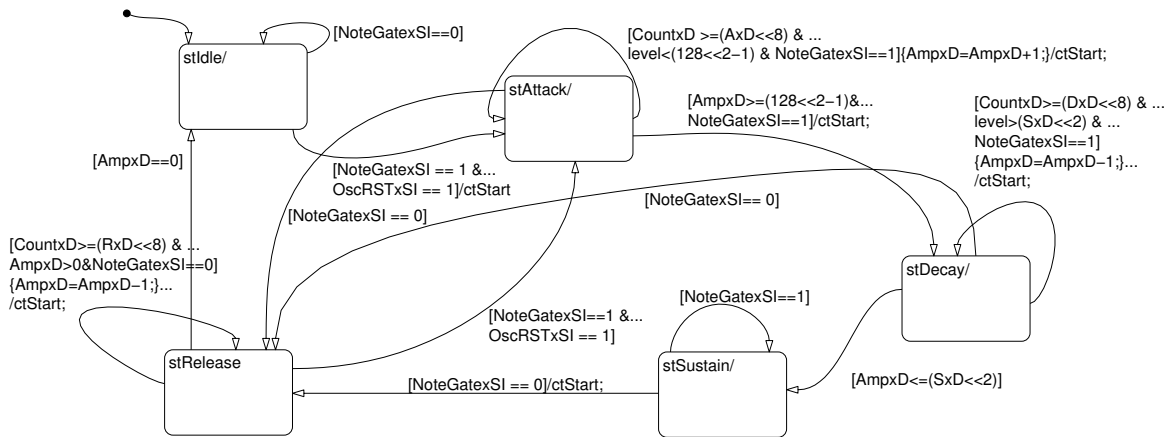 [NoteGatexSI==0]
stIdle/
[CountxD >=(AxD<<8) & ...
level<(128<<2−1) & NoteGatexSI==1]{AmpxD=AmpxD+1;}/ctStart;
stAttack/
[AmpxD>=(128<<2−1)&...
NoteGatexSI==1]/ctStart;
[CountxD>=(DxD<<8) & ...
level>(SxD<<2) & ...
NoteGatexSI==1]
{AmpxD=AmpxD−1;}...
/ctStart;
[AmpxD==0]
[NoteGatexSI == 1 &...
OscRSTxSI == 1]/ctStart
[NoteGatexSI == 0]
[NoteGatexSI== 0]
[CountxD>=(RxD<<8) & ...
AmpxD>0&NoteGatexSI==0]
{AmpxD=AmpxD−1;}...
/ctStart;
stDecay/
[NoteGatexSI==1]
[NoteGatexSI==1 &...
OscRSTxSI == 1]
stRelease
stSustain/
[NoteGatexSI == 0]/ctStart;
[AmpxD<=(SxD<<2)]